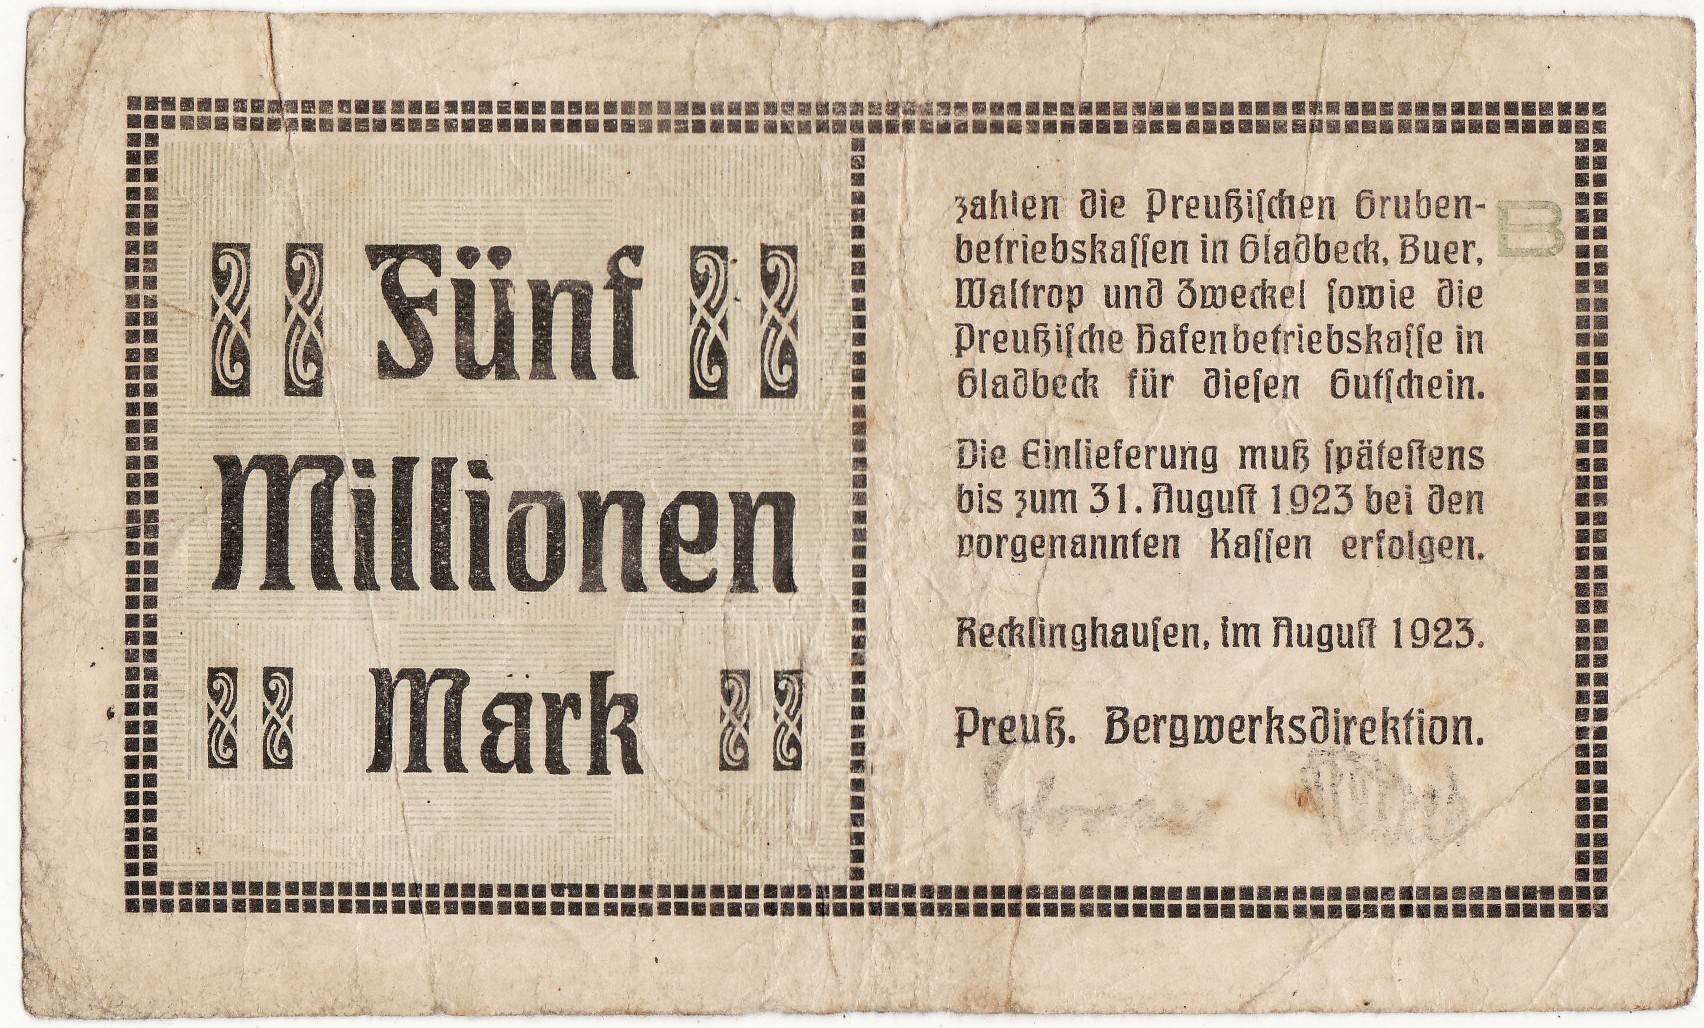 Fünf
Millionen
Mark
zahlen die Preußischen Gruben-
betriebskassen in Gladbeck, Buer,
Waltrop und Zweckel sowie die
Preußische Hafenbetriebskasse in
Gladbeck für diesen Gutschein.
B
Die Einlieferung muß spätestens
bis zum 31. August 1923 bei den
vorgenannten Kassen erfolgen.
Recklinghausen, im August 1923.
Preuß. Bergwerksdirektion.